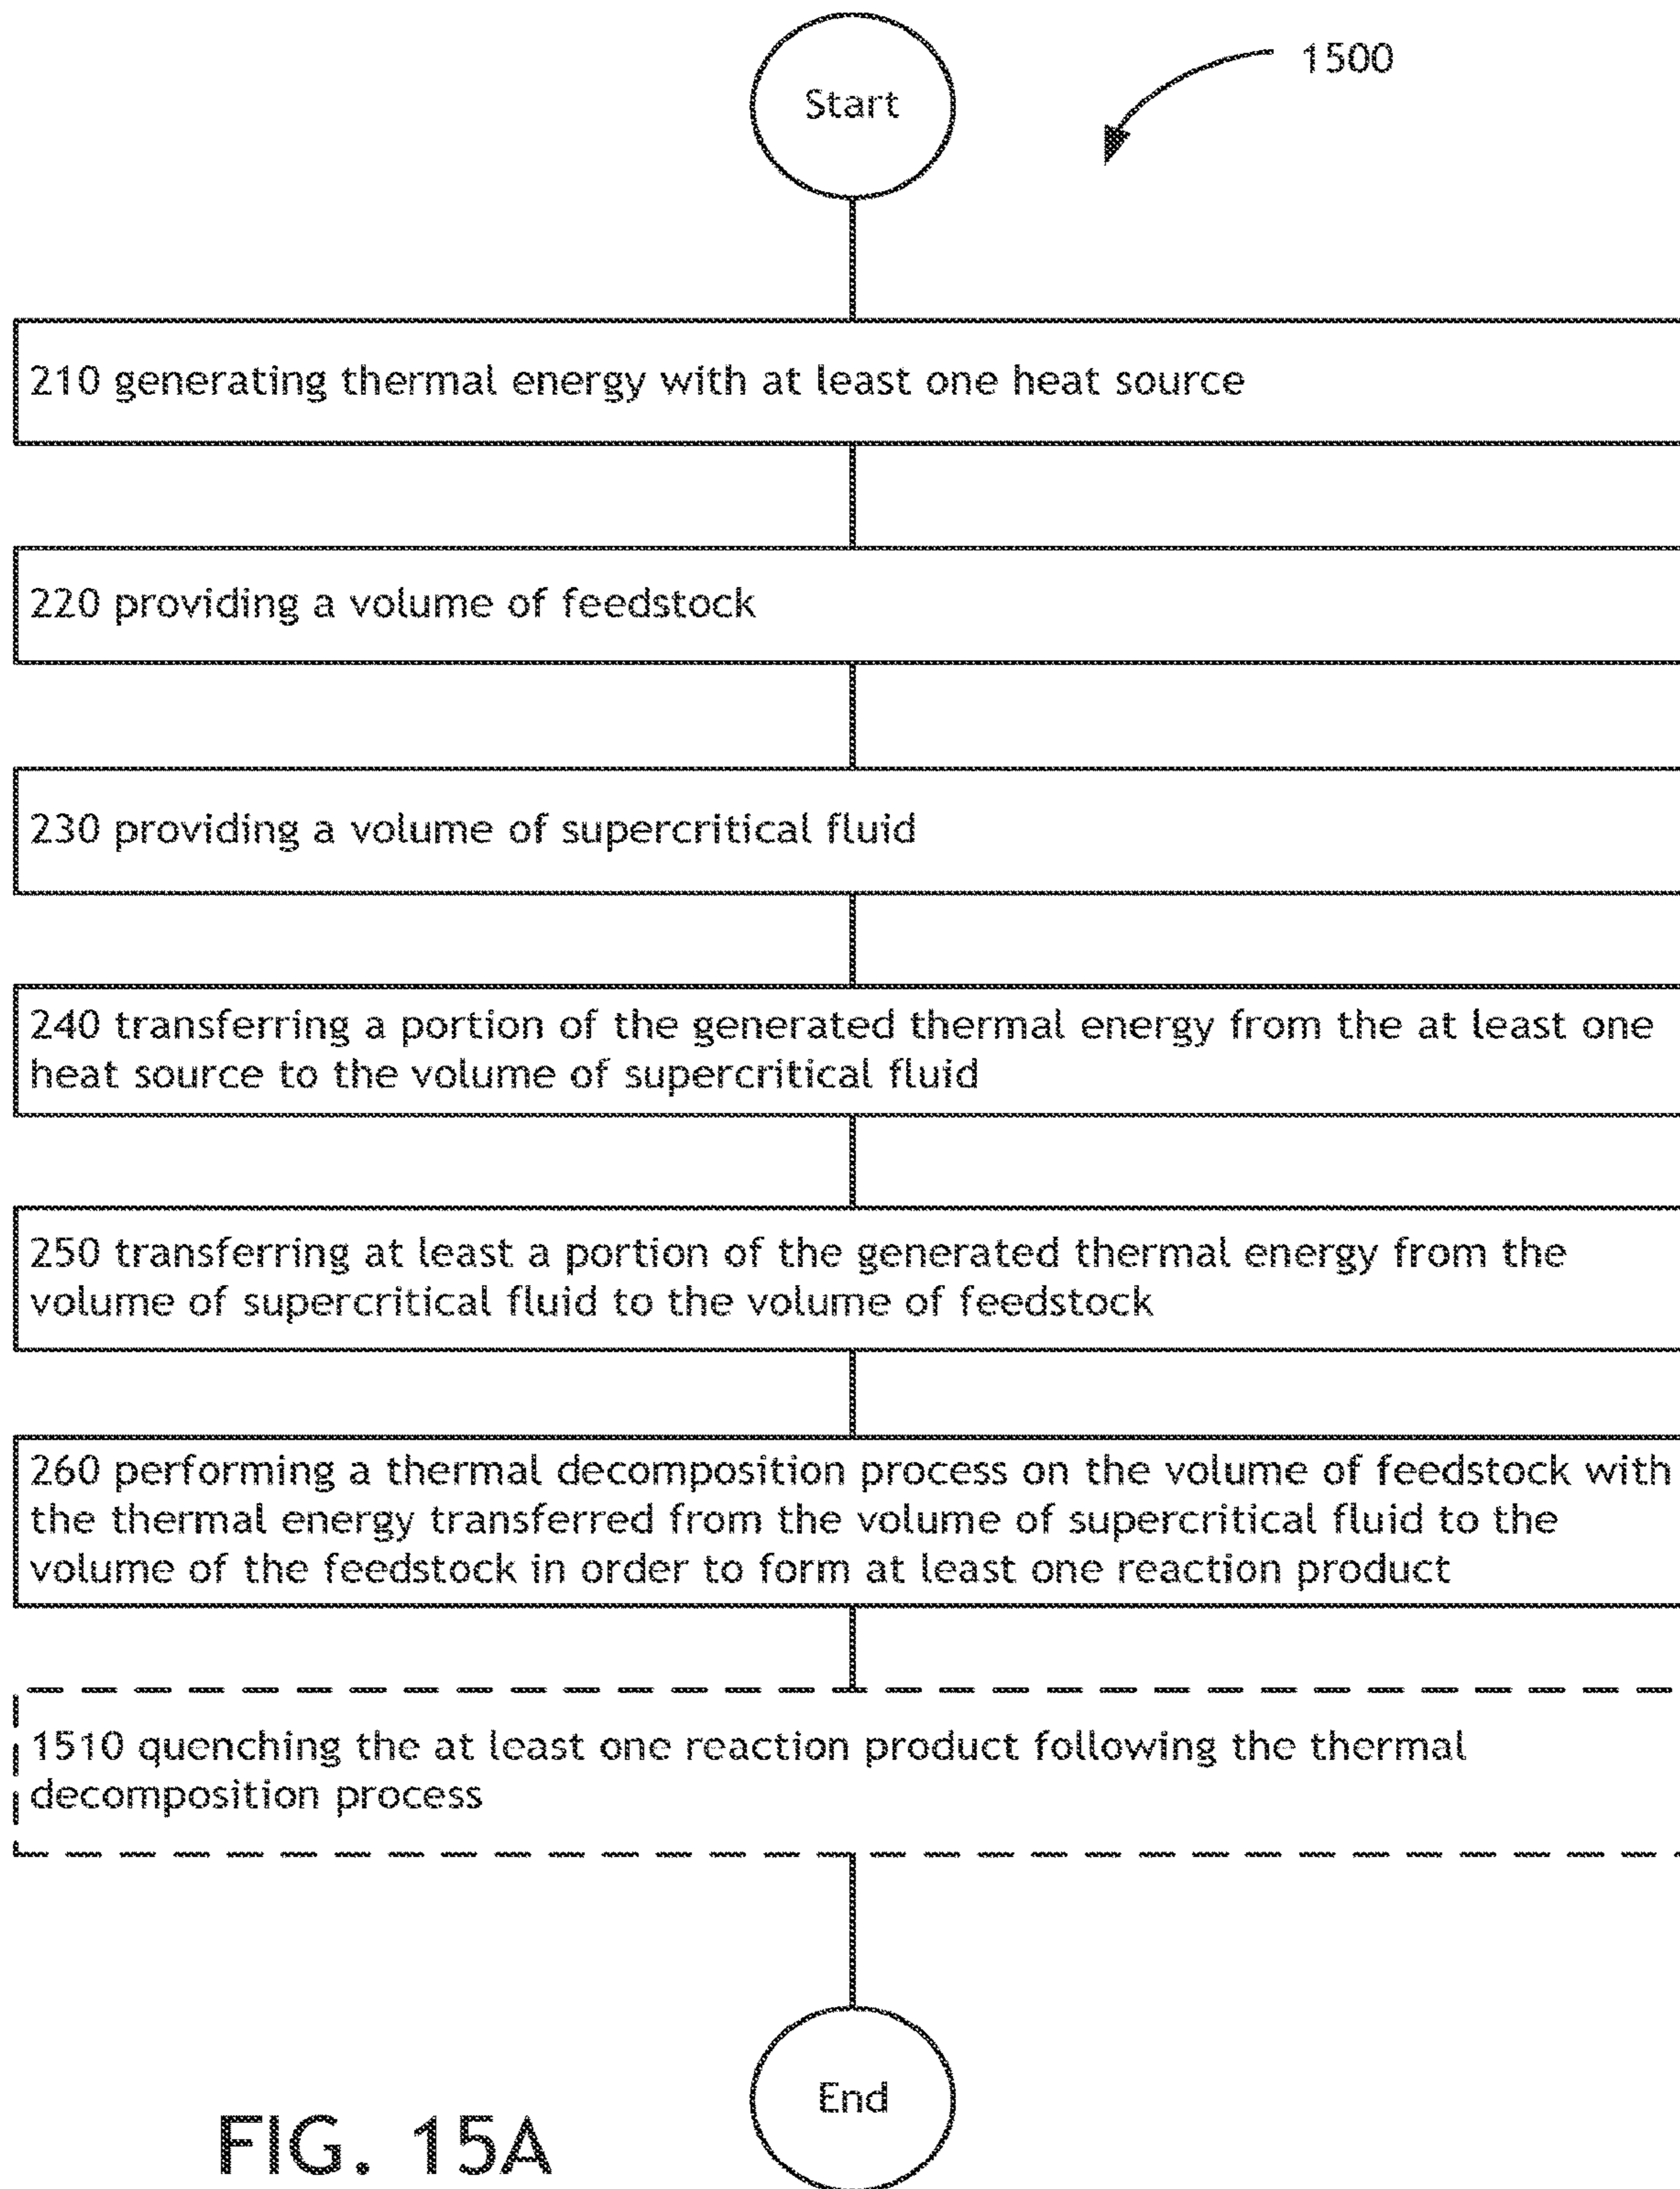 Start
1500
210 generating thermal energy with at least one heat source
220 providing a volume of feedstock
230 providing a volume of supercritical fluid
240 transferring a portion of the generated thermal energy from the at least one
heat source to the volume of supercritical fluid
250 transferring at least a portion of the generated thermal energy from the
volume of supercritical fluid to the volume of feedstock
260 performing a thermal decomposition process on the volume of feedstock with
the thermal energy transferred from the volume of supercritical fluid to the
volume of the feedstock in order to form at least one reaction product
1510 quenching the at least one reaction product following the thermal
decomposition process
End
FIG. 15A